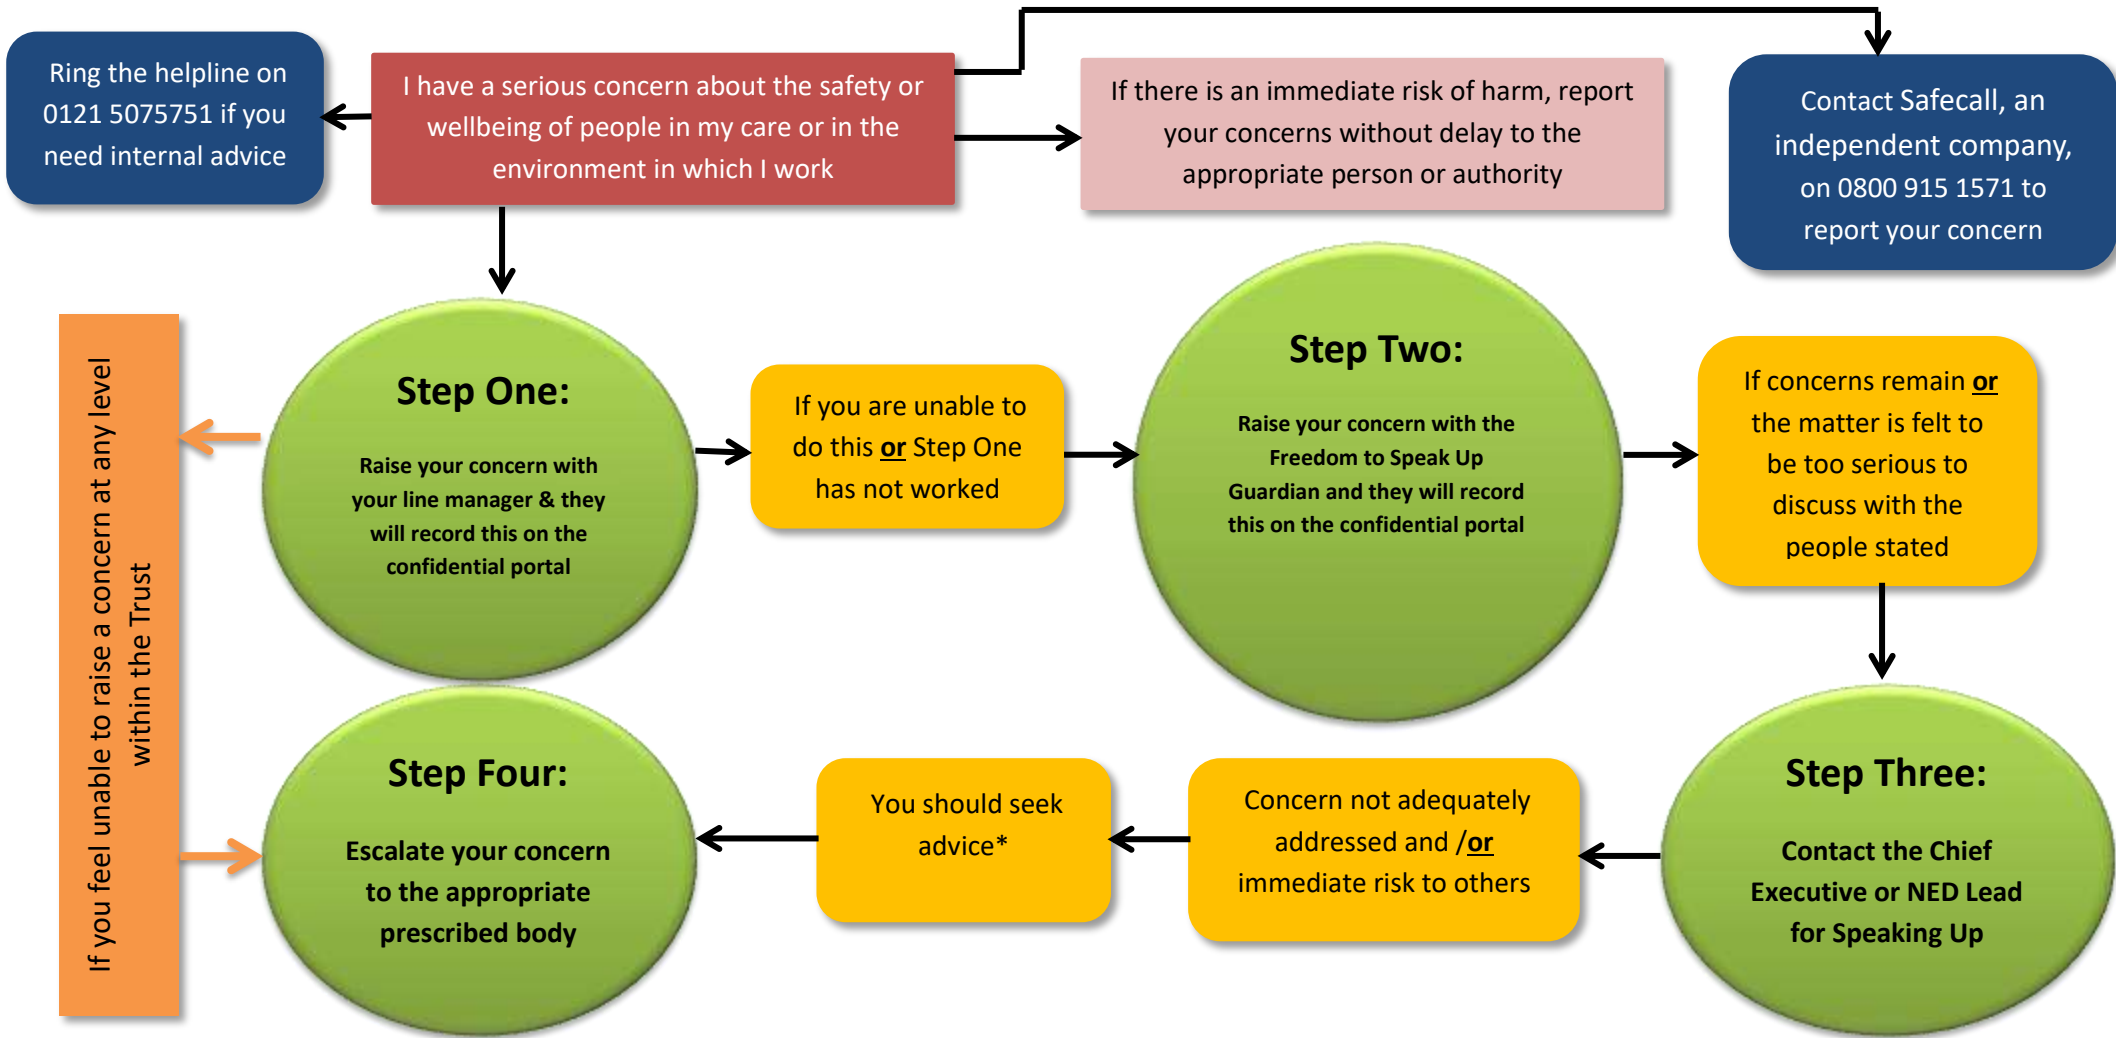 Ring the helpline on
0121 5075751 if you
need internal advice
I have a serious concern about the safety or
wellbeing of people in my care or in the
environment in which I work
If there is an immediate risk of harm, report
your concerns without delay to the
appropriate person or authority
Contact Safecall, an
independent company,
on 0800 915 1571 to
report your concern
If you feel unable to raise a concern at any level
within the Trust
Step One:
Raise your concern with
your line manager & they
will record this on the
confidential portal
If you are unable to
do this or Step One
has not worked
Step Two:
Raise your concern with the
Freedom to Speak Up
Guardian and they will record
this on the confidential portal
If concerns remain or
the matter is felt to
be too serious to
discuss with the
people stated
Step Three:
Contact the Chief
Executive or NED Lead
for Speaking Up
Concern not adequately
addressed and /or
immediate risk to others
You should seek
advice*
Step Four:
Escalate your concern
to the appropriate
prescribed body